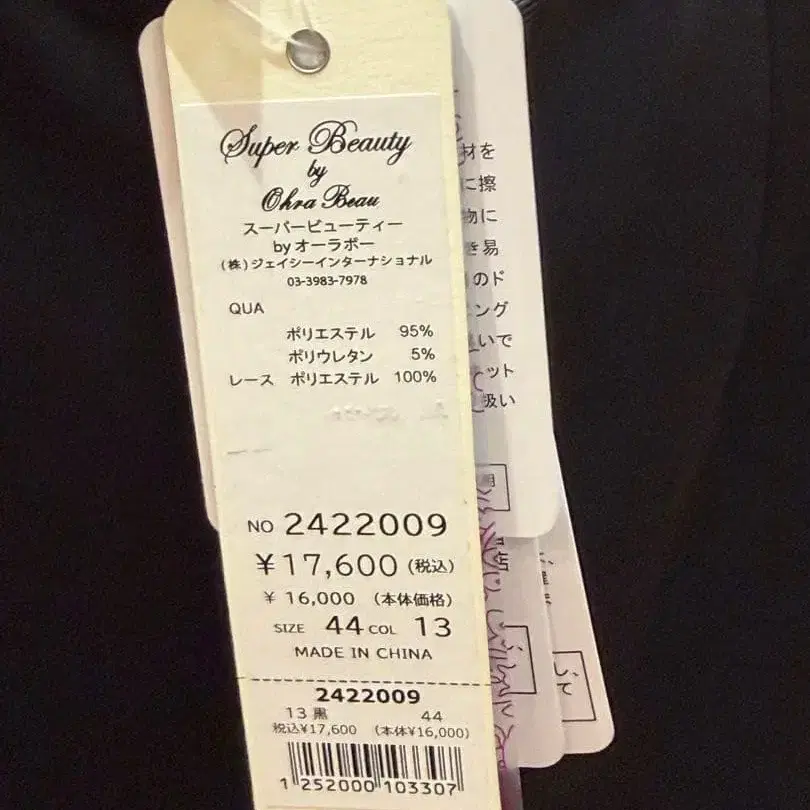 Super Beauty
by
Ohra Beau
スーパービューティー
byオーラボー
(株)ジェイシーインターナショナル
03-3983-7978
QUA
ポリエステル 95%
ポリウレタン 5%
レース ポリエステル 100%
NO 2422009
¥17,600 (税込)
¥ 16,000 (本体価格)
SIZE 44 COL 13
MADE IN CHINA
2422009
13 黒 44
税込¥17,600 (本体¥16,000)
1 252000 103307
材を
に擦
物に
き易
のド
ング
いで
ット
扱い
店
いて